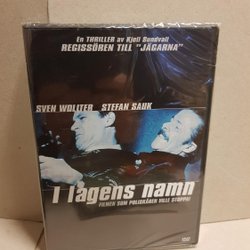 En THRILLER av Kjell Sundvall
REGISSÖREN TILL "JÄGARNA"
SVEN WOLLTER STEFAN SAUK
I lagens namn
FILMEN SOM POLISKÅREN VILLE STOPPA!
DVD